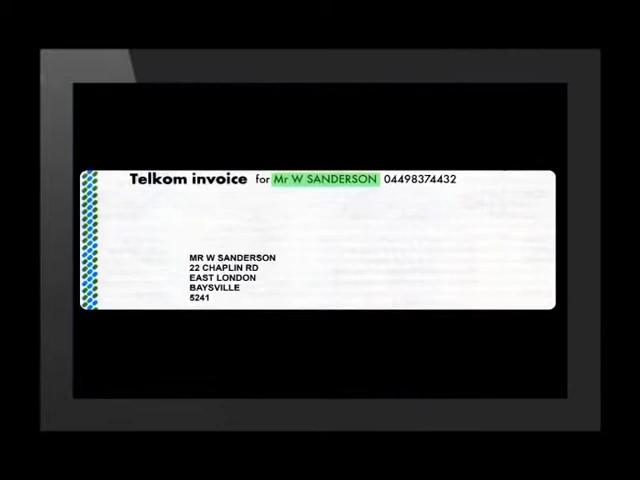 Telkom invoice for Mr W SANDERSON 04498374432
MR W SANDERSON
22 CHAPLIN RD
EAST LONDON
BAYSVILLE
5241